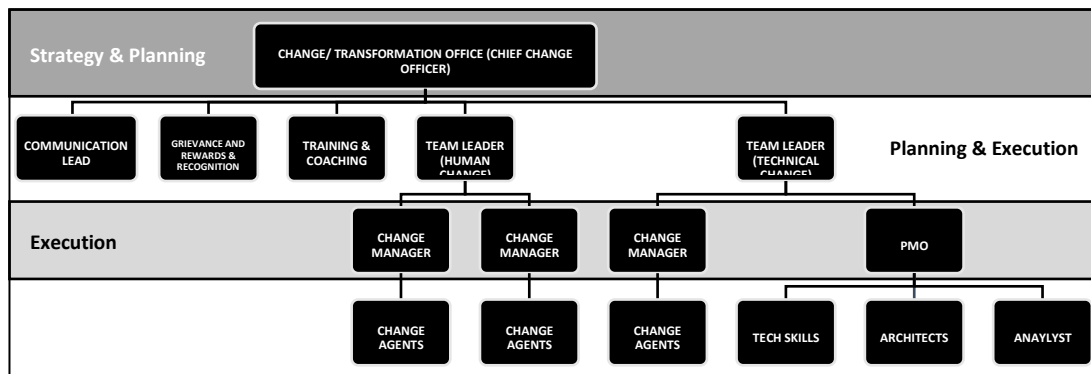 Strategy & Planning
CHANGE/ TRANSFORMATION OFFICE (CHIEF CHANGE
OFFICER)
COMMUNICATION
LEAD
GRIEVANCE AND
REWARDS &
RECOGNITION
TRAINING &
COACHING
TEAM LEADER
(HUMAN
CHANGE)
TEAM LEADER
(TECHNICAL
CHANGE)
Planning & Execution
Execution
CHANGE
MANAGER
CHANGE
MANAGER
CHANGE
MANAGER
PMO
CHANGE
AGENTS
CHANGE
AGENTS
CHANGE
AGENTS
TECH SKILLS
ARCHITECTS
ANAYLYST